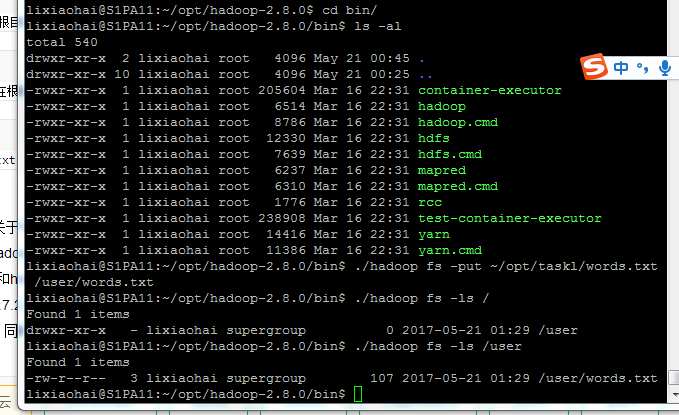 lixiaohai@S1PA11:~/opt/hadoop-2.8.0$ cd bin/
lixiaohai@S1PA11:~/opt/hadoop-2.8.0/bin$ ls -al
total 540
drwxr-xr-x  2 lixiaohai root   4096 May 21 00:45 .
drwxr-xr-x 10 lixiaohai root   4096 May 21 00:25 ..
-rwxr-xr-x  1 lixiaohai root 205604 Mar 16 22:31 container-executor
-rwxr-xr-x  1 lixiaohai root   6514 Mar 16 22:31 hadoop
-rwxr-xr-x  1 lixiaohai root   8786 Mar 16 22:31 hadoop.cmd
-rwxr-xr-x  1 lixiaohai root  12330 Mar 16 22:31 hdfs
-rwxr-xr-x  1 lixiaohai root   7639 Mar 16 22:31 hdfs.cmd
-rwxr-xr-x  1 lixiaohai root   6237 Mar 16 22:31 mapred
-rwxr-xr-x  1 lixiaohai root   6310 Mar 16 22:31 mapred.cmd
-rwxr-xr-x  1 lixiaohai root   1776 Mar 16 22:31 rcc
-rwxr-xr-x  1 lixiaohai root 238908 Mar 16 22:31 test-container-executor
-rwxr-xr-x  1 lixiaohai root  14416 Mar 16 22:31 yarn
-rwxr-xr-x  1 lixiaohai root  11386 Mar 16 22:31 yarn.cmd
lixiaohai@S1PA11:~/opt/hadoop-2.8.0/bin$ ./hadoop fs -put ~/opt/task1/words.txt
 /user/words.txt
lixiaohai@S1PA11:~/opt/hadoop-2.8.0/bin$ ./hadoop fs -ls /
Found 1 items
drwxr-xr-x   - lixiaohai supergroup          0 2017-05-21 01:29 /user
lixiaohai@S1PA11:~/opt/hadoop-2.8.0/bin$ ./hadoop fs -ls /user
Found 1 items
-rw-r--r--   3 lixiaohai supergroup        107 2017-05-21 01:29 /user/words.txt
lixiaohai@S1PA11:~/opt/hadoop-2.8.0/bin$
S 中 °,
根目
在根
xt
关于
adoo
7.2
同
云